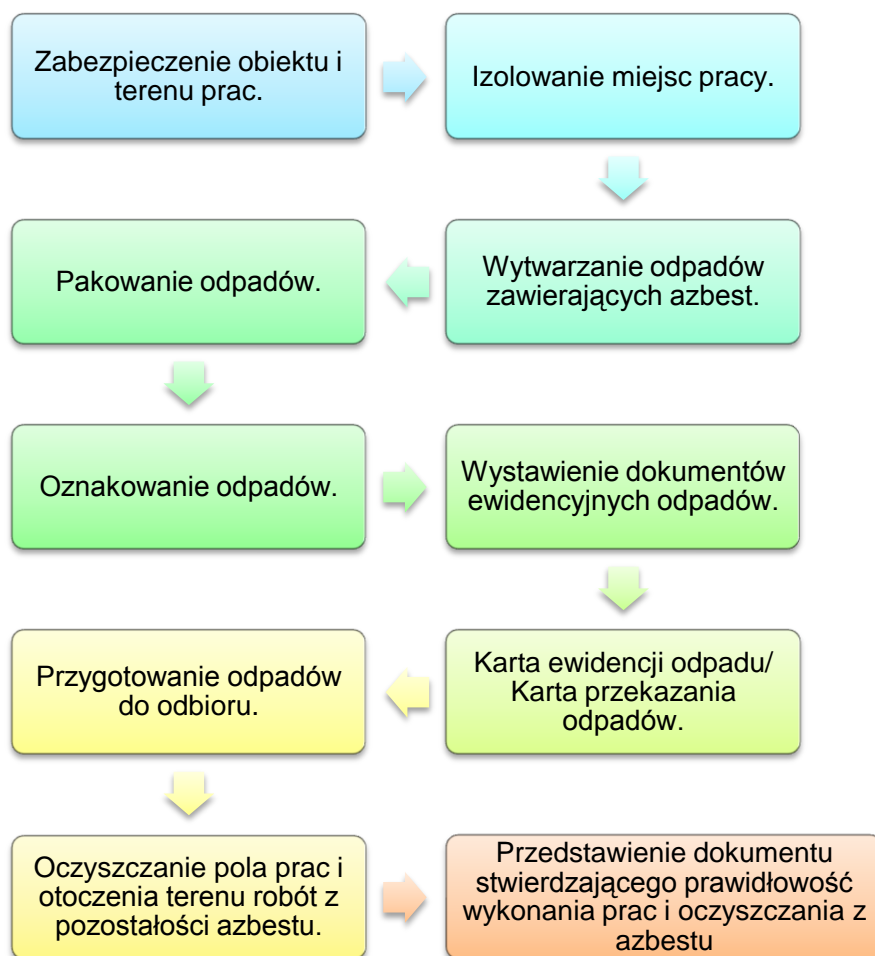 Zabezpieczenie obiektu i
terenu prac.
Izolowanie miejsc pracy.
Wytwarzanie odpadów
zawierających azbest.
Pakowanie odpadów.
Oznakowanie odpadów.
Wystawienie dokumentów
ewidencyjnych odpadów.
Karta ewidencji odpadu/
Karta przekazania
odpadów.
Przygotowanie odpadów
do odbioru.
Oczyszczanie pola prac i
otoczenia terenu robót z
pozostałości azbestu.
Przedstawienie dokumentu
stwierdzającego prawidłowość
wykonania prac i oczyszczania z
azbestu